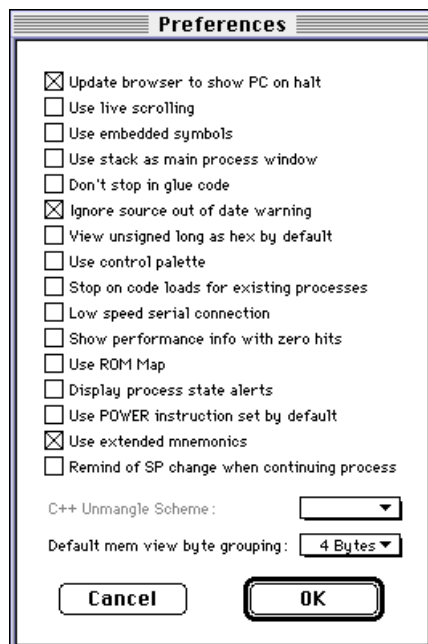 Preferences
Update browser to show PC on halt
Use live scrolling
Use embedded symbols
Use stack as main process window
Don't stop in glue code
Ignore source out of date warning
View unsigned long as hex by default
Use control palette
Stop on code loads for existing processes
Low speed serial connection
Show performance info with zero hits
Use ROM Map
Display process state alerts
Use POWER instruction set by default
Use extended mnemonics
Remind of SP change when continuing process
C++ Unmangle Scheme:
Default mem view byte grouping: 4 Bytes
Cancel OK